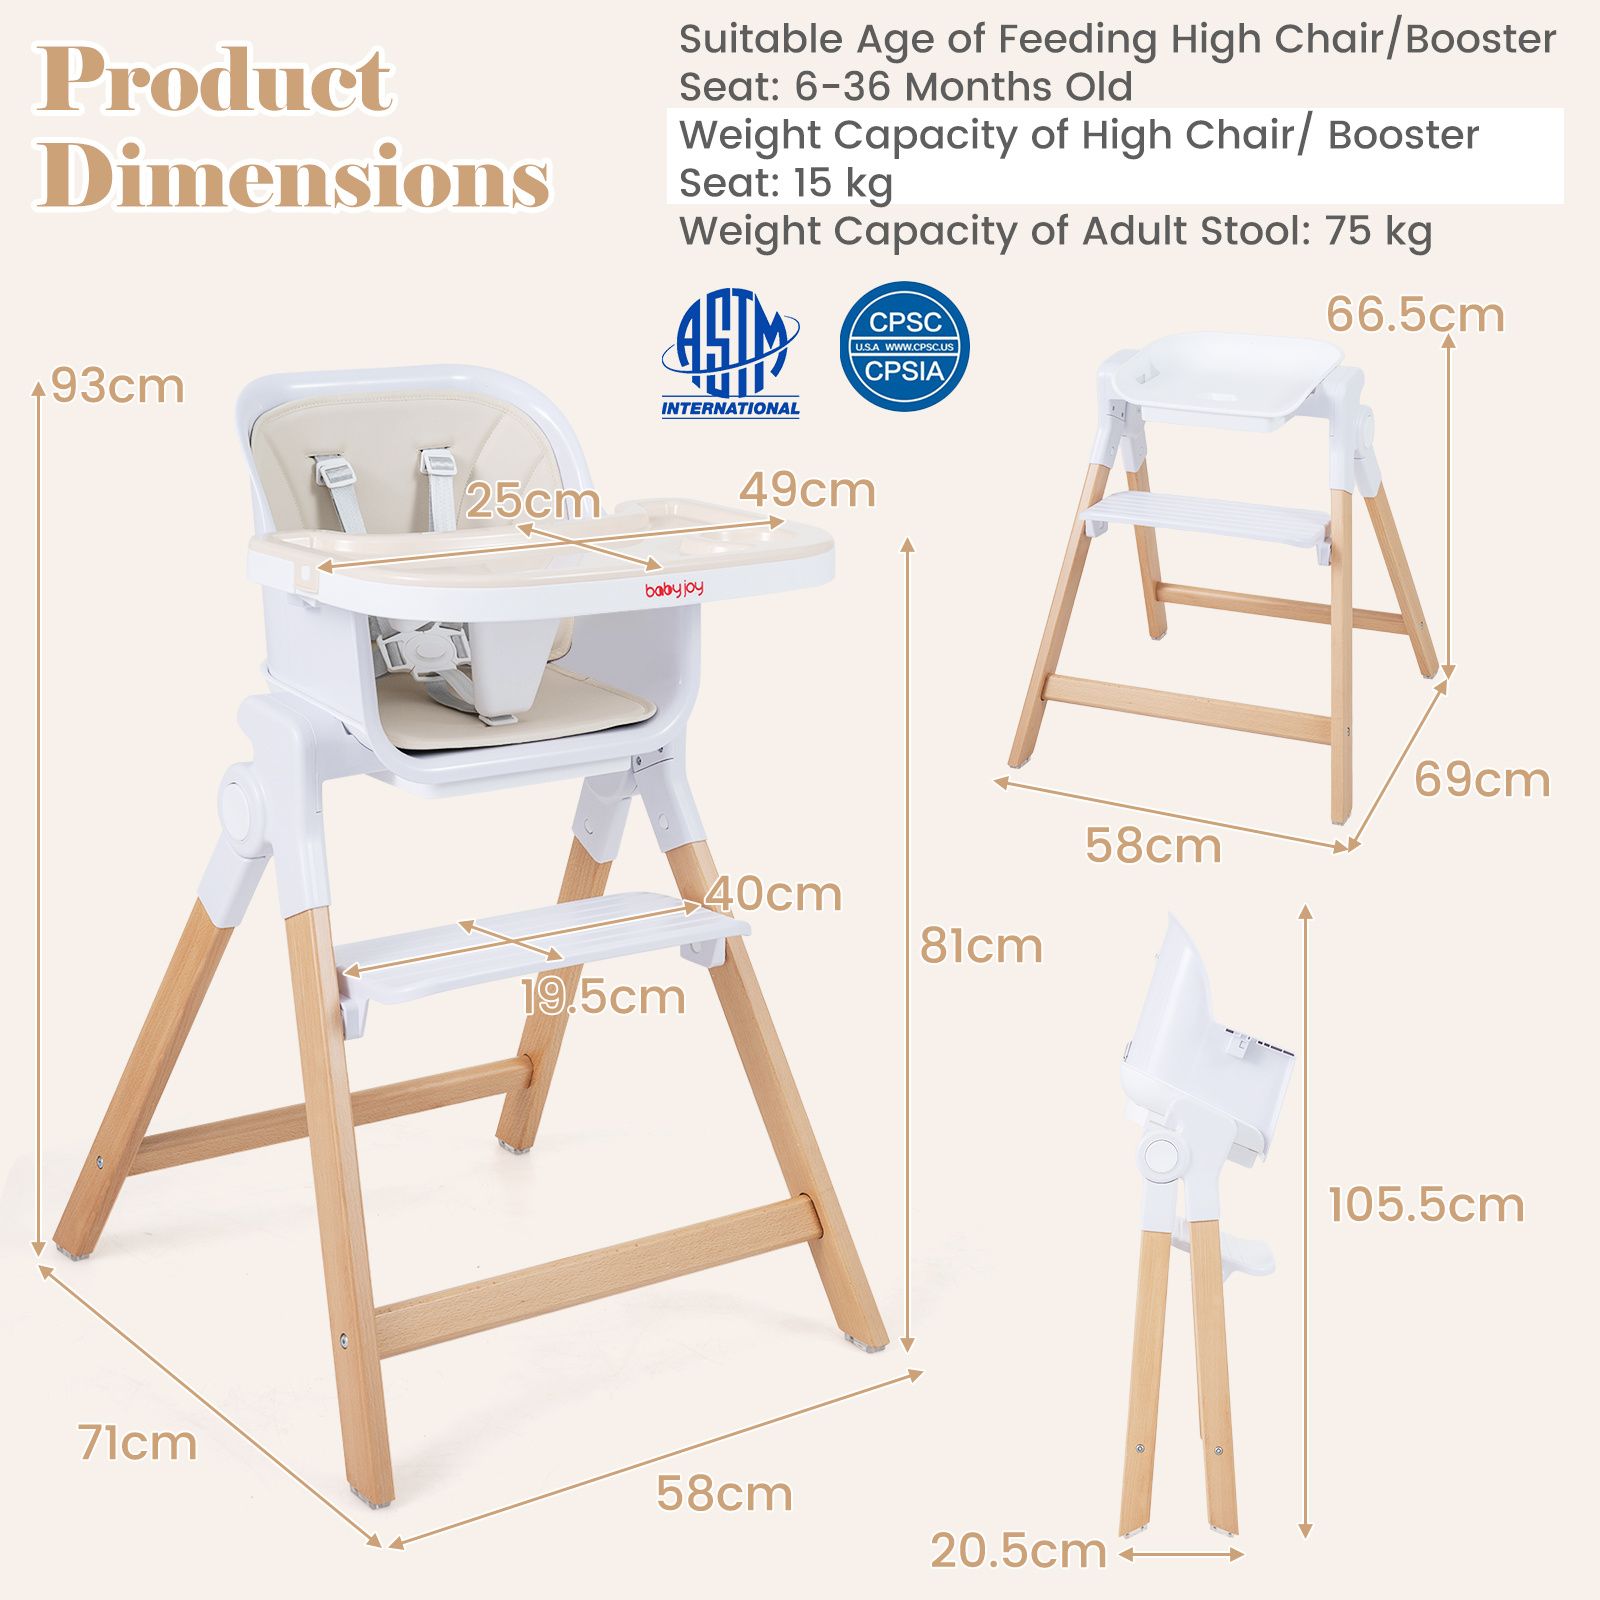 Product
Dimensions
Suitable Age of Feeding High Chair/Booster
Seat: 6-36 Months Old
Weight Capacity of High Chair/ Booster
Seat: 15 kg
Weight Capacity of Adult Stool: 75 kg
ASTM
INTERNATIONAL
CPSC
U.S.A WWW.CPSC.US
CPSIA
66.5cm
93cm
25cm
49cm
babyjoy
69cm
58cm
40cm
81cm
19.5cm
105.5cm
71cm
58cm
20.5cm